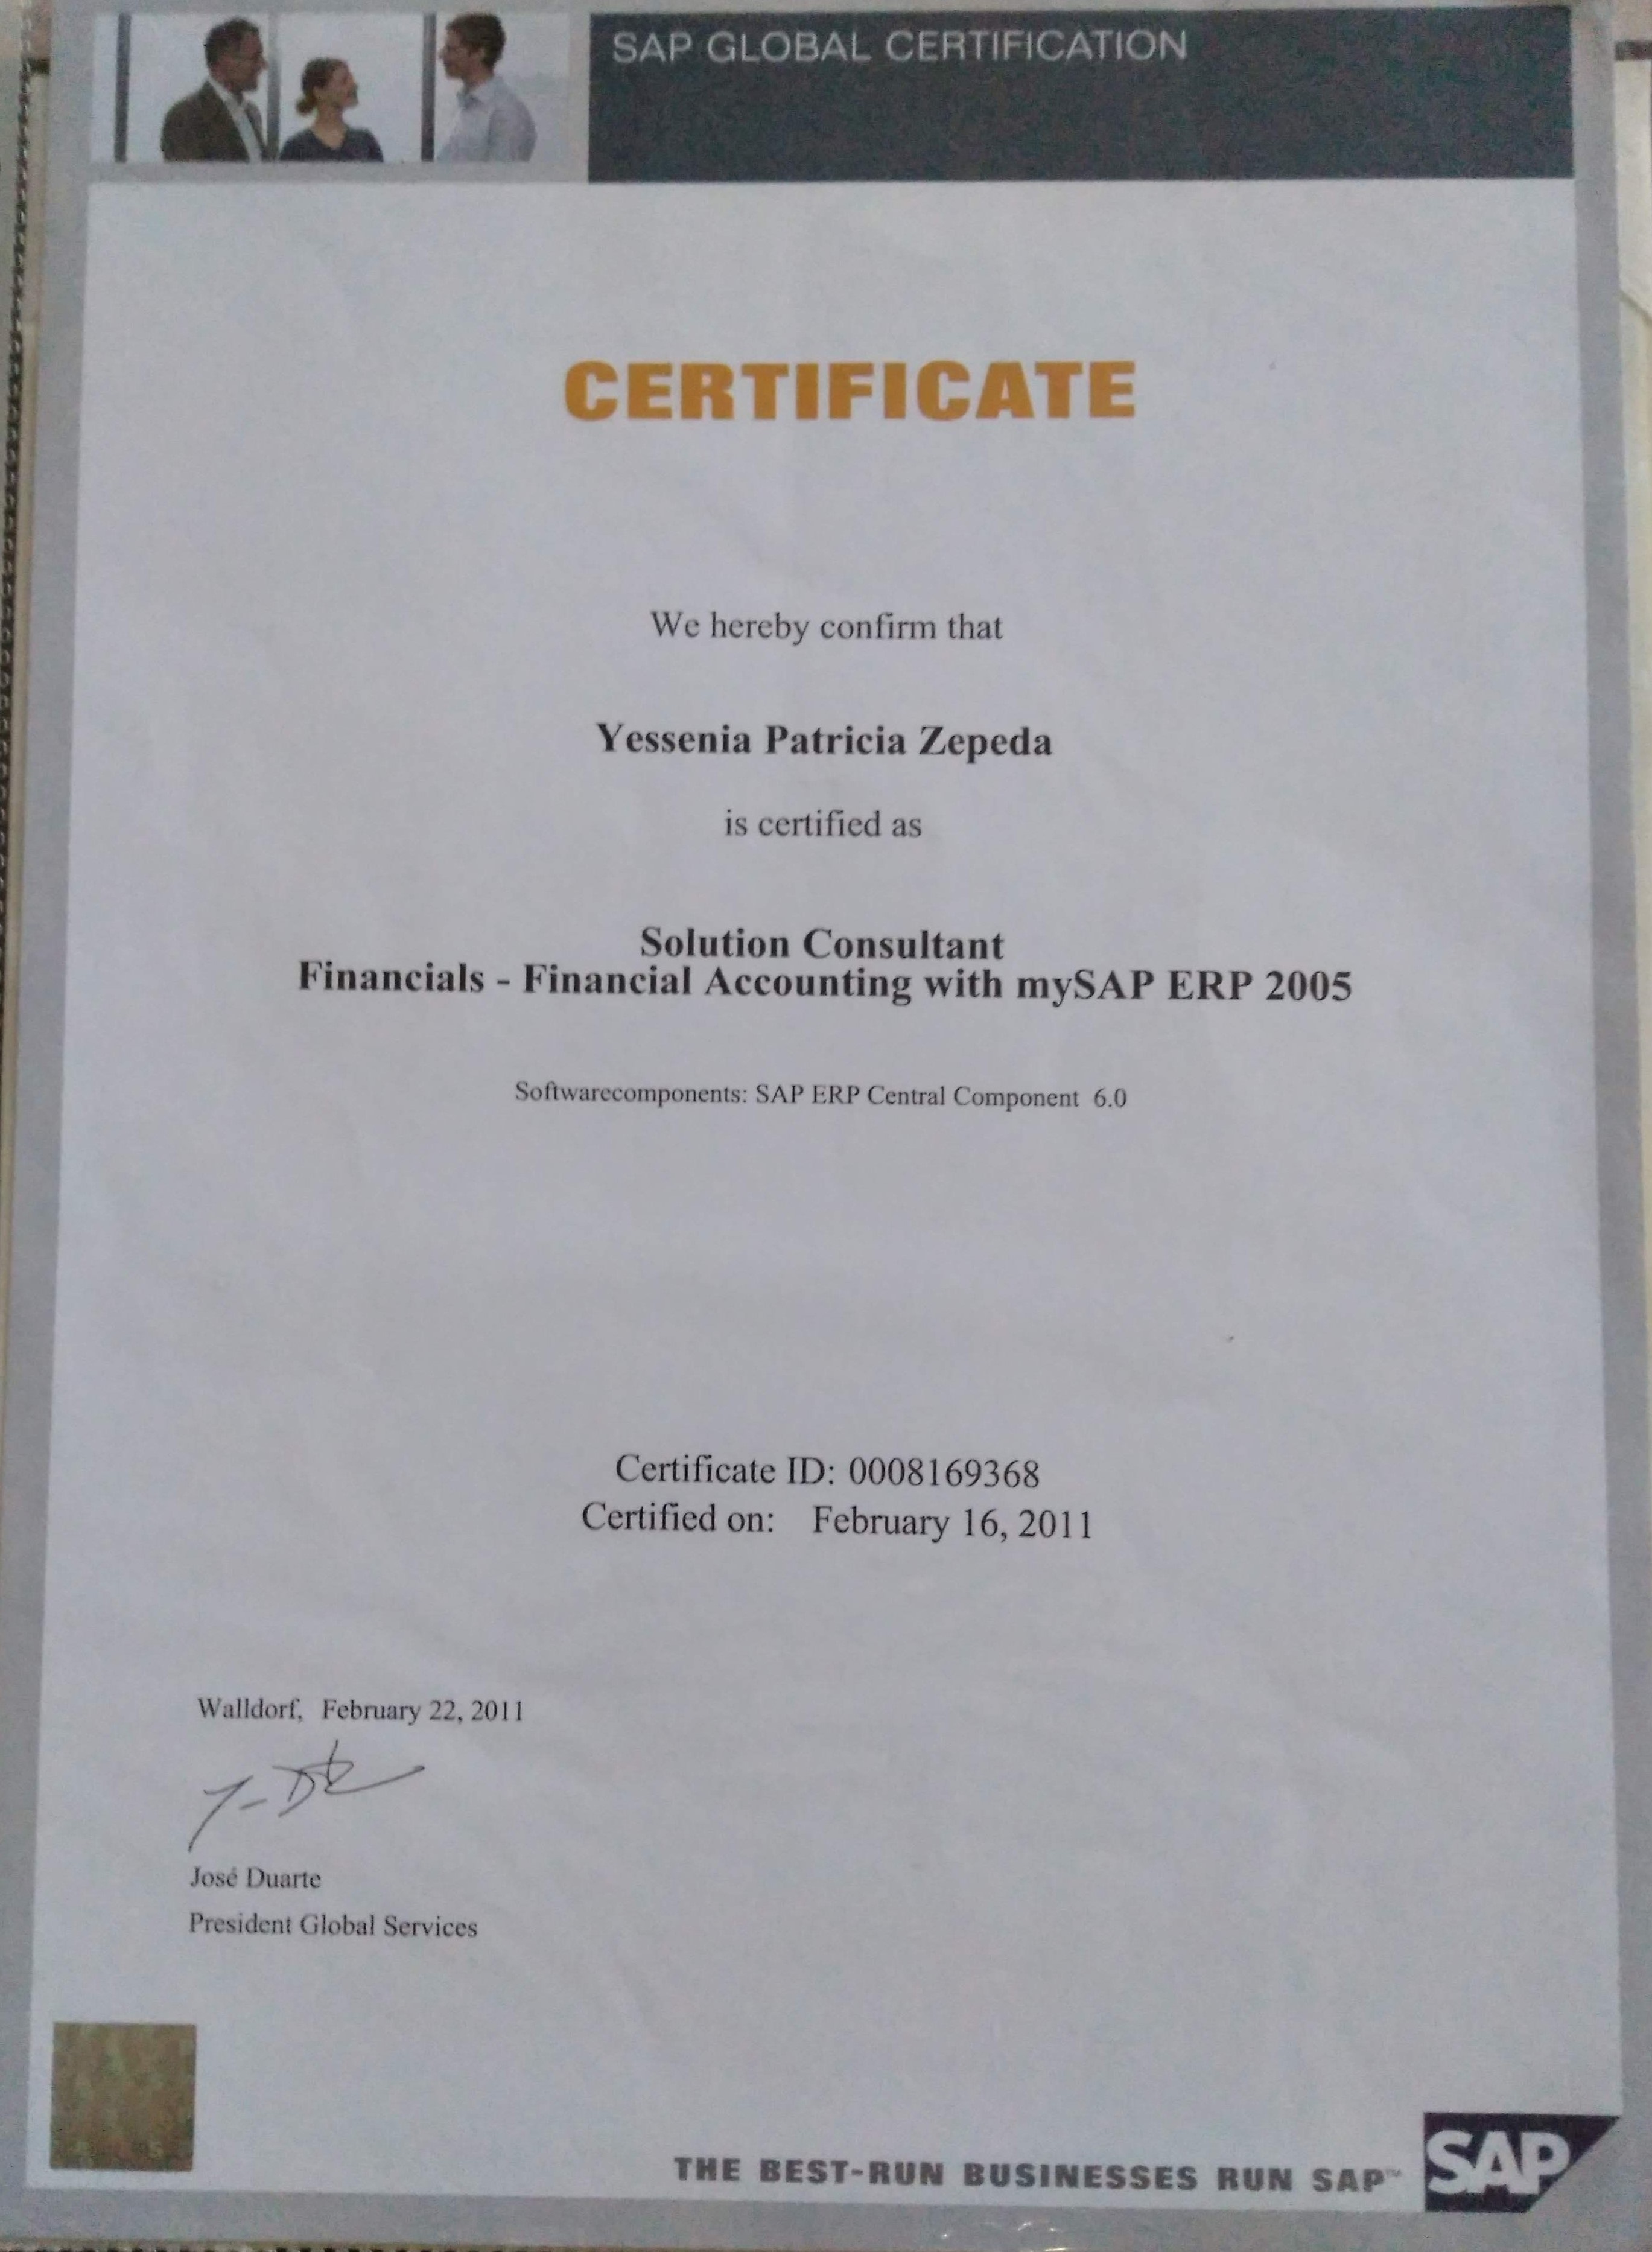 SAP GLOBAL CERTIFICATION
CERTIFICATE
We hereby confirm that
Yessenia Patricia Zepeda
is certified as
Solution Consultant
Financials - Financial Accounting with mySAP ERP 2005
Softwarecomponents: SAP ERP Central Component 6.0
Certificate ID: 0008169368
Certified on: February 16, 2011
Walldorf, February 22, 2011
José Duarte
President Global Services
THE BEST-RUN BUSINESSES RUN SAP™
SAP